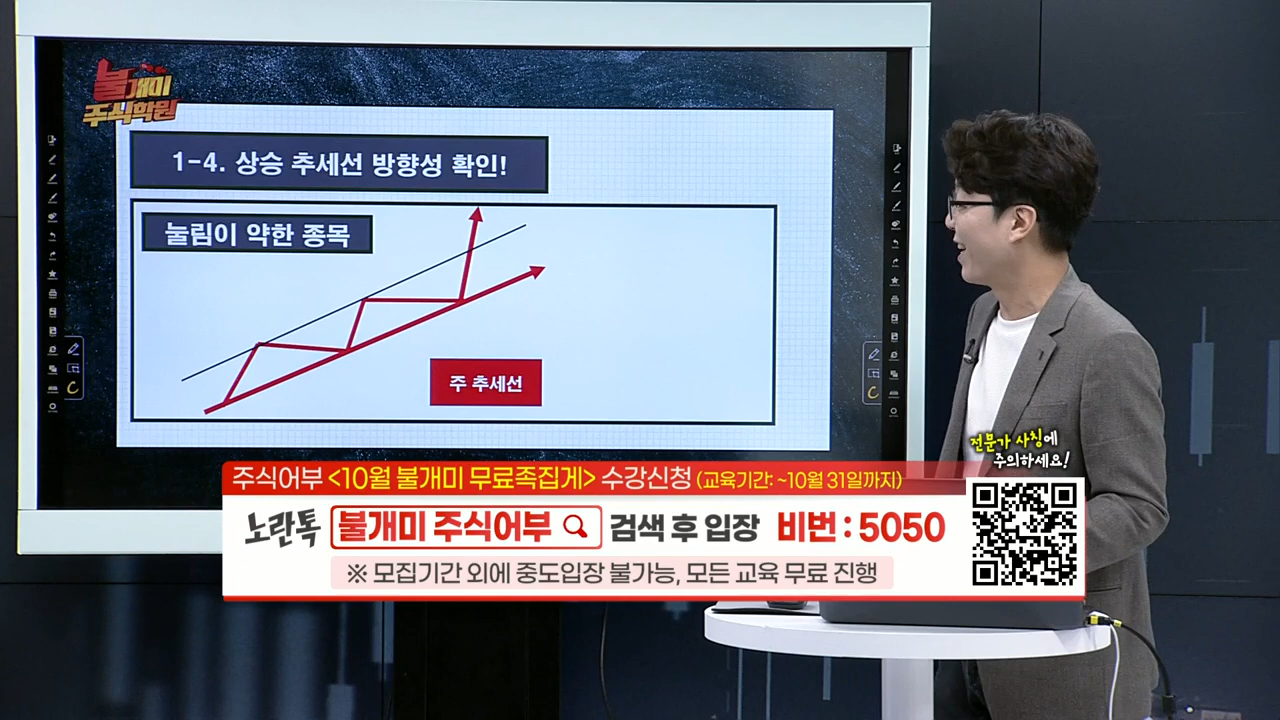 불개미
주식학원
1-4. 상승 추세선 방향성 확인!
눌림이 약한 종목
주 추세선
전문가 사칭에
주의하세요!
주식어부 <10월 불개미 무료족집게> 수강신청 (교육기간: ~10월 31일까지)
노란톡 불개미 주식어부 검색 후 입장 비번 : 5050
※ 모집기간 외에 중도입장 불가능, 모든 교육 무료 진행